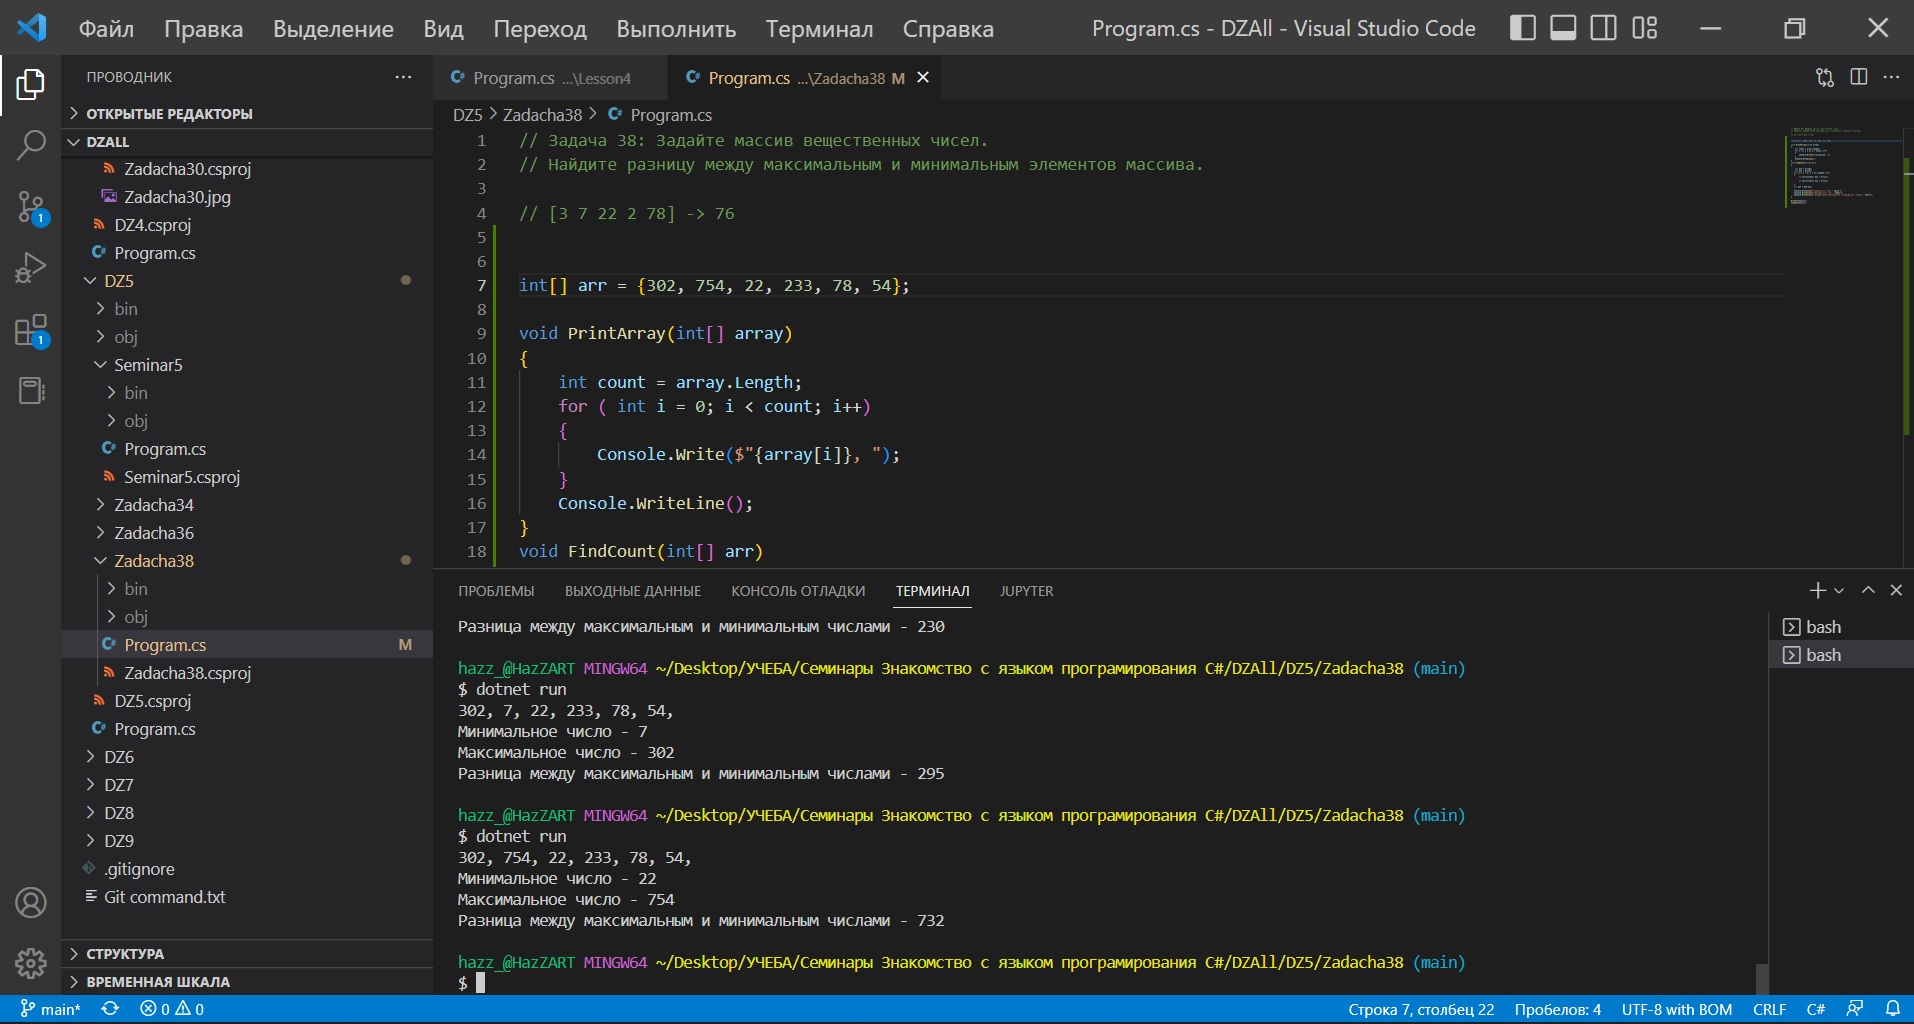 Файл Правка Выделение Вид Переход Выполнить Терминал Справка
Program.cs - DZAll - Visual Studio Code
ПРОВОДНИК
ОТКРЫТЫЕ РЕДАКТОРЫ
DZALL
Zadacha30.csproj
Zadacha30.jpg
DZ4.csproj
Program.cs
DZ5
bin
obj
Seminar5
bin
obj
Program.cs
Seminar5.csproj
Zadacha34
Zadacha36
Zadacha38
bin
obj
Program.cs M
Zadacha38.csproj
DZ5.csproj
Program.cs
DZ6
DZ7
DZ8
DZ9
.gitignore
Git command.txt
СТРУКТУРА
ВРЕМЕННАЯ ШКАЛА
1
1
Program.cs ...\Lesson4
Program.cs ...\Zadacha38 M
DZ5 > Zadacha38 > Program.cs
1 // Задача 38: Задайте массив вещественных чисел.
2 // Найдите разницу между максимальным и минимальным элементов массива.
3
4 // [3 7 22 2 78] -> 76
5
6
7 int[] arr = {302, 754, 22, 233, 78, 54};
8
9 void PrintArray(int[] array)
10 {
11 int count = array.Length;
12 for ( int i = 0; i < count; i++)
13 {
14 Console.Write($"{array[i]}, ");
15 }
16 Console.WriteLine();
17 }
18 void FindCount(int[] arr)
ПРОБЛЕМЫ ВЫХОДНЫЕ ДАННЫЕ КОНСОЛЬ ОТЛАДКИ ТЕРМИНАЛ JUPYTER
Разница между максимальным и минимальным числами - 230
hazz_@HazZART MINGW64 ~/Desktop/УЧЕБА/Семинары Знакомство с языком програмирования C#/DZAll/DZ5/Zadacha38 (main)
$ dotnet run
302, 7, 22, 233, 78, 54,
Минимальное число - 7
Максимальное число - 302
Разница между максимальным и минимальным числами - 295
hazz_@HazZART MINGW64 ~/Desktop/УЧЕБА/Семинары Знакомство с языком програмирования C#/DZAll/DZ5/Zadacha38 (main)
$ dotnet run
302, 754, 22, 233, 78, 54,
Минимальное число - 22
Максимальное число - 754
Разница между максимальным и минимальным числами - 732
hazz_@HazZART MINGW64 ~/Desktop/УЧЕБА/Семинары Знакомство с языком програмирования C#/DZAll/DZ5/Zadacha38 (main)
$
bash
bash
main* 0 0
Строка 7, столбец 22 Пробелов: 4 UTF-8 with BOM CRLF C#